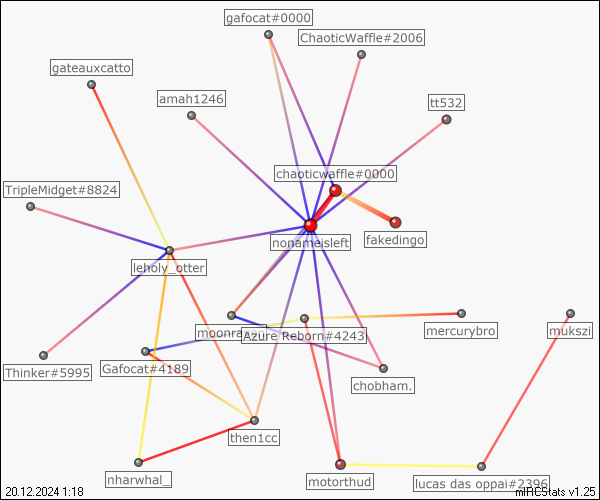 gafocat#0000
ChaoticWaffle#2006
gateauxcatto
amah1246
tt532
chaoticwaffle#0000
TripleMidget#8824
nonameisleft
fakedingo
leholy_otter
Azure Reborn#4243
mercurybro
mukszi
Thinker#5995
Gafocat#4189
chobham.
then1cc
nharwhal_
motorthud
lucas das oppai#2396
20.12.2024 1:18
mIRCStats v1.25